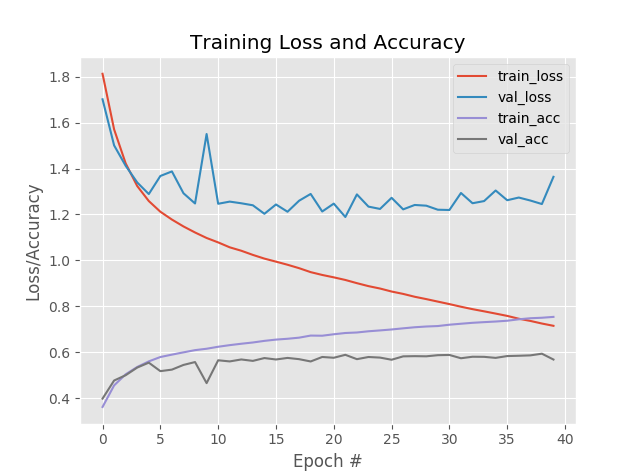 Training Loss and Accuracy
train_loss
val_loss
train_acc
val_acc
Loss/Accuracy
1.8
1.6
1.4
1.2
1.0
0.8
0.6
0.4
0 5 10 15 20 25 30 35 40
Epoch #